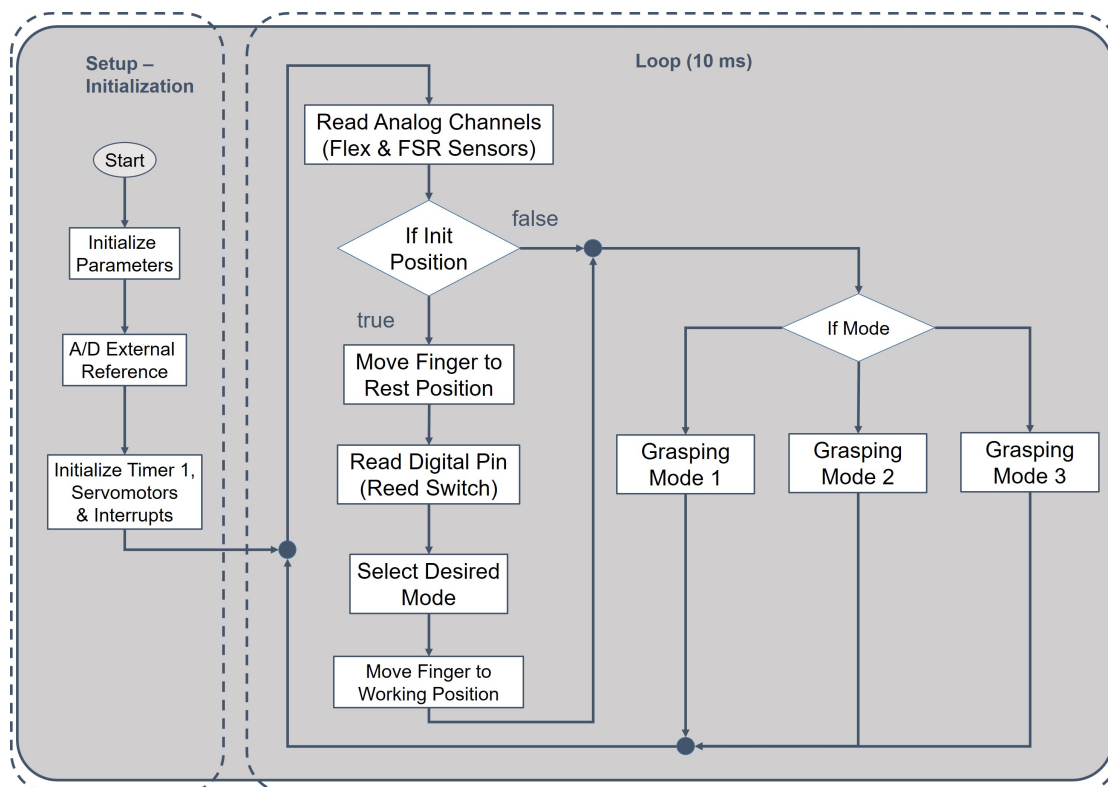 Setup –
Initialization
Start
Initialize
Parameters
A/D External
Reference
Initialize Timer 1,
Servomotors
& Interrupts
Loop (10 ms)
Read Analog Channels
(Flex & FSR Sensors)
If Init
Position
false
true
Move Finger to
Rest Position
Read Digital Pin
(Reed Switch)
Select Desired
Mode
Move Finger to
Working Position
If Mode
Grasping
Mode 1
Grasping
Mode 2
Grasping
Mode 3